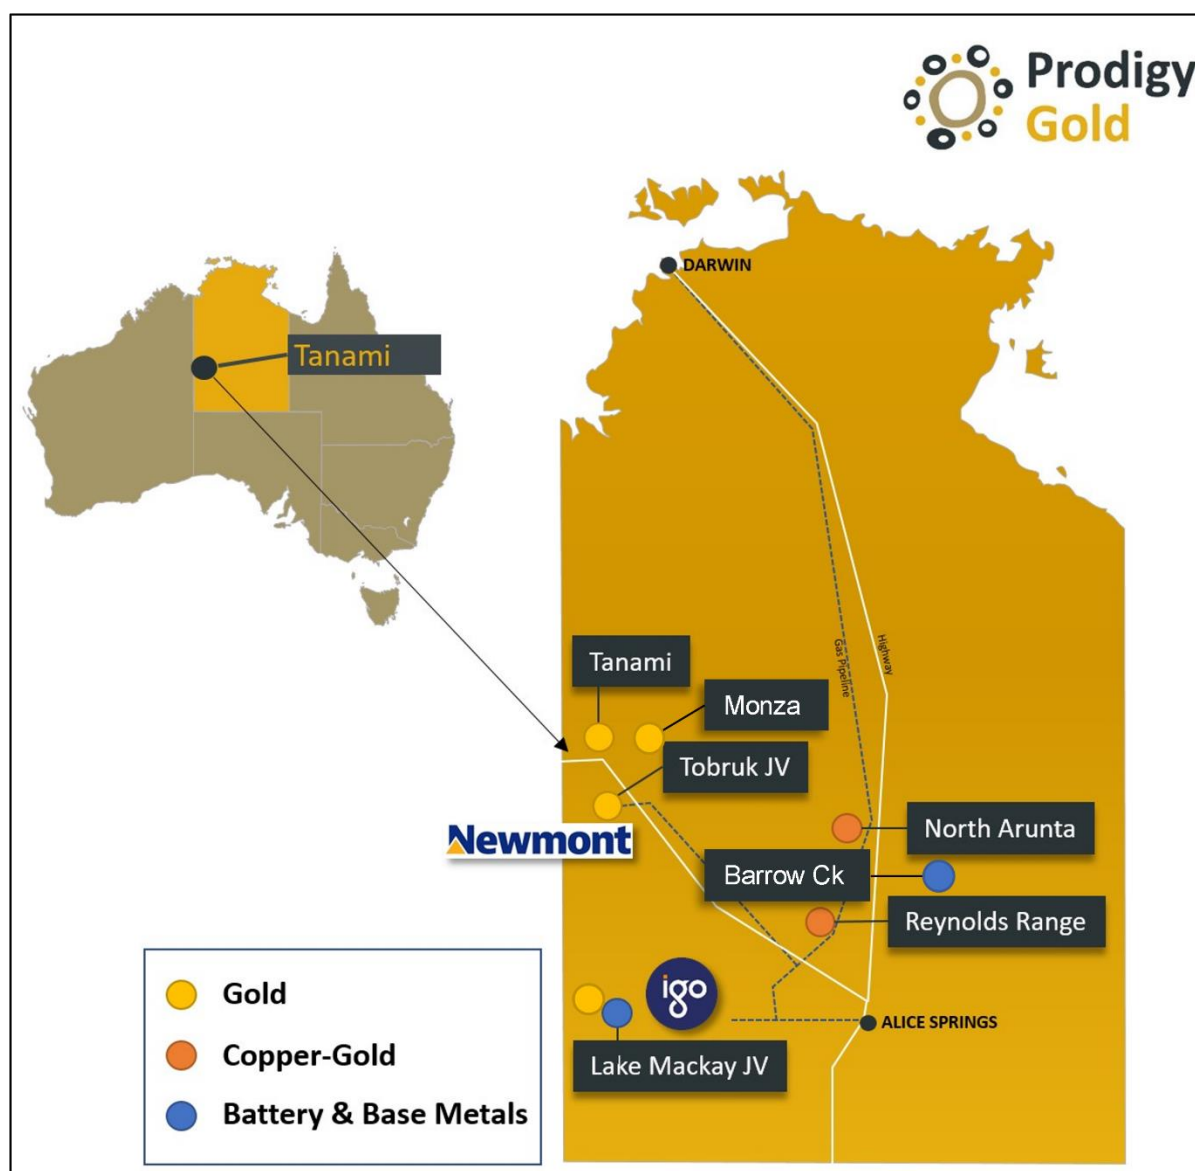 Prodigy
Gold
DARWIN
Tanami
Highway
Gas Pipeline
Tanami
Monza
Tobruk JV
Newmont
North Arunta
Barrow Ck
Reynolds Range
igo
Gold
ALICE SPRINGS
Copper-Gold
Lake Mackay JV
Battery & Base Metals